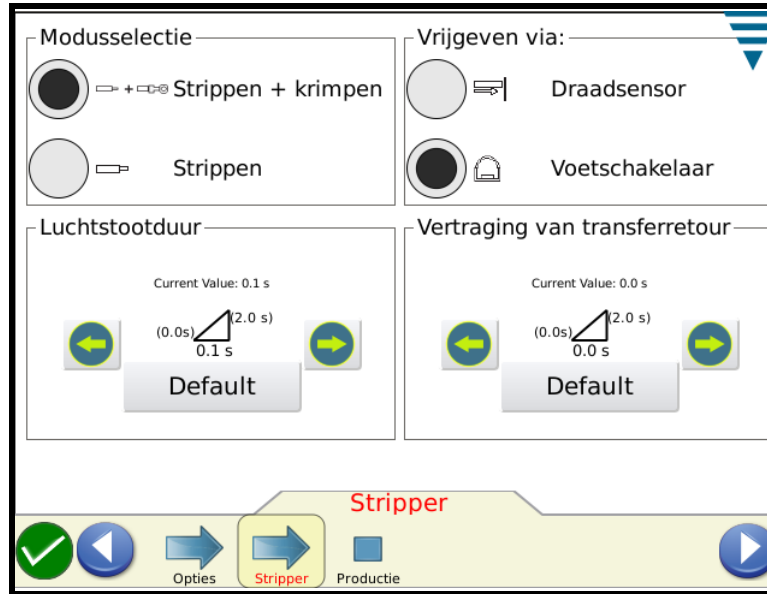 Modusselectie
Strippen + krimpen
Strippen
Vrijgeven via:
Draadsensor
Voetschakelaar
Luchtstootduur
Current Value: 0.1 s
(0.0s) (2.0 s)
0.1 s
Default
Vertraging van transferretour
Current Value: 0.0 s
(0.0s) (2.0 s)
0.0 s
Default
Stripper
Opties
Stripper
Productie